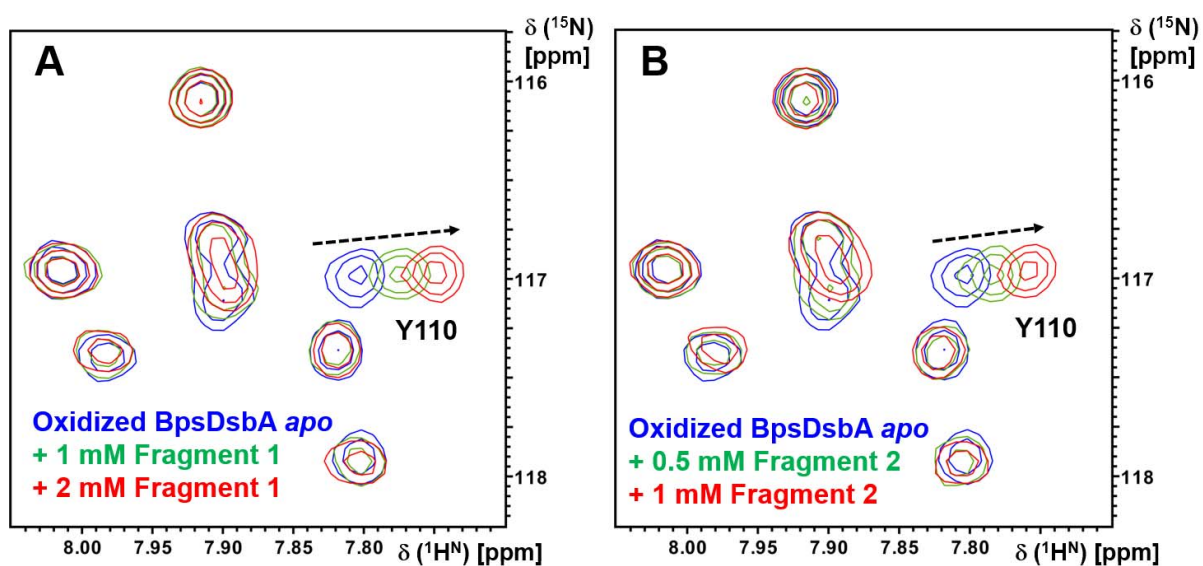 A
δ (¹⁵N)
[ppm]
116
117
118
Y110
Oxidized BpsDsbA apo
+ 1 mM Fragment 1
+ 2 mM Fragment 1
8.00 7.95 7.90 7.85 7.80 δ (¹Hᴺ) [ppm]
B
δ (¹⁵N)
[ppm]
116
117
118
Y110
Oxidized BpsDsbA apo
+ 0.5 mM Fragment 2
+ 1 mM Fragment 2
8.00 7.95 7.90 7.85 7.80 δ (¹Hᴺ) [ppm]